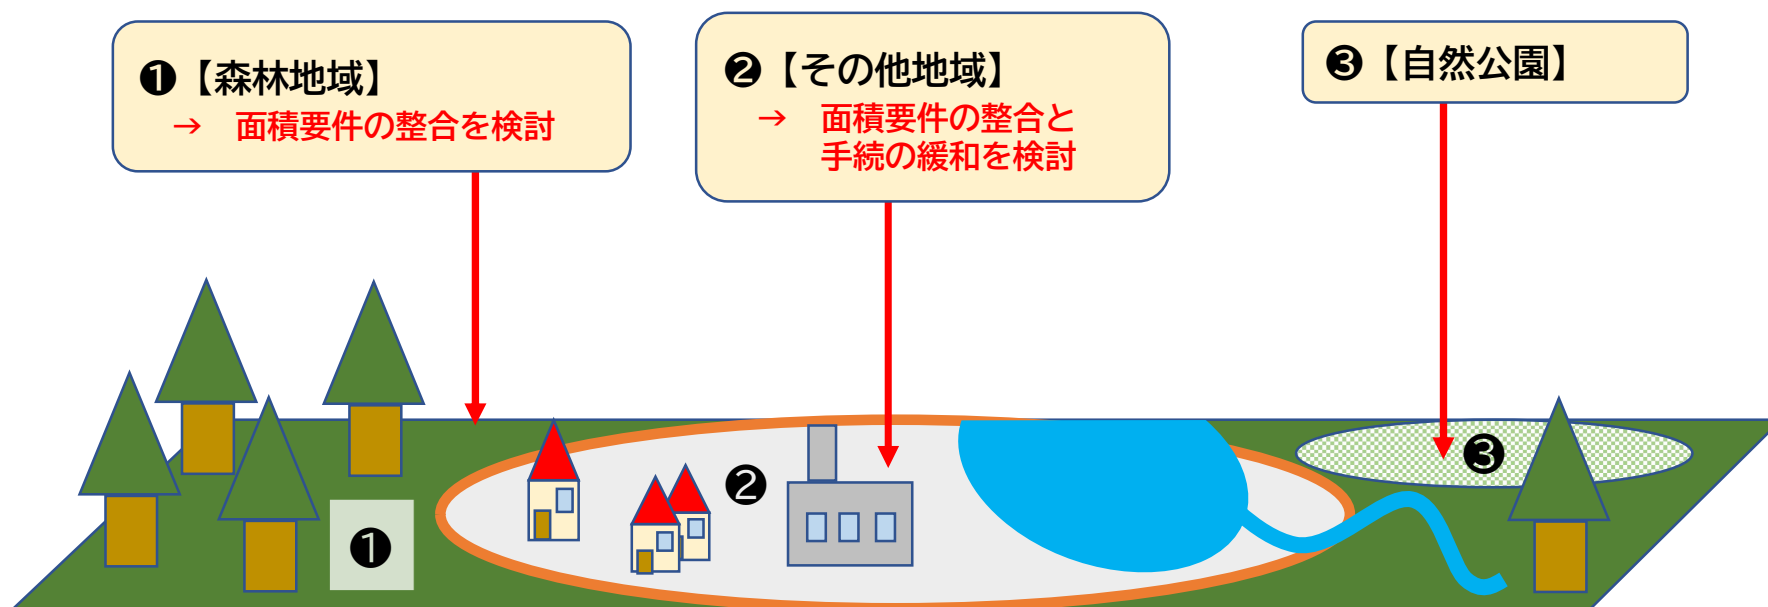 ❶【森林地域】
→ 面積要件の整合を検討
❷【その他地域】
→ 面積要件の整合と
手続の緩和を検討
❸【自然公園】
❶
❷
❸